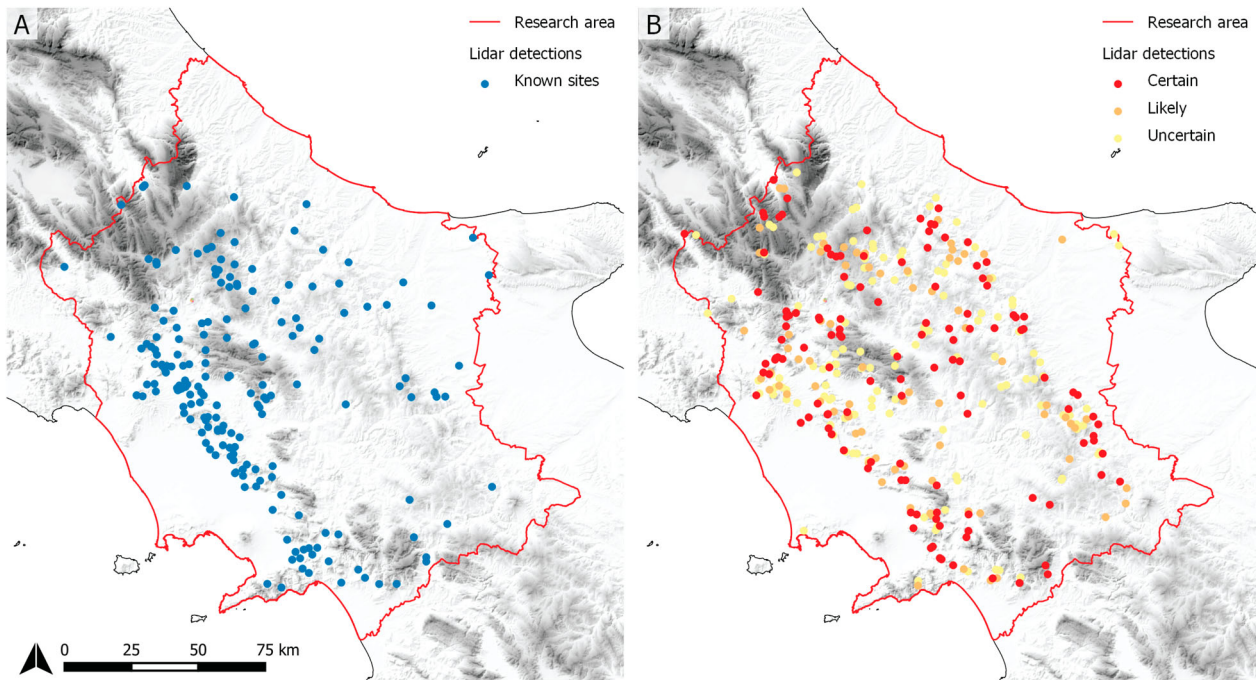 A
Research area
Lidar detections
Known sites
0 25 50 75 km
B
Research area
Lidar detections
Certain
Likely
Uncertain